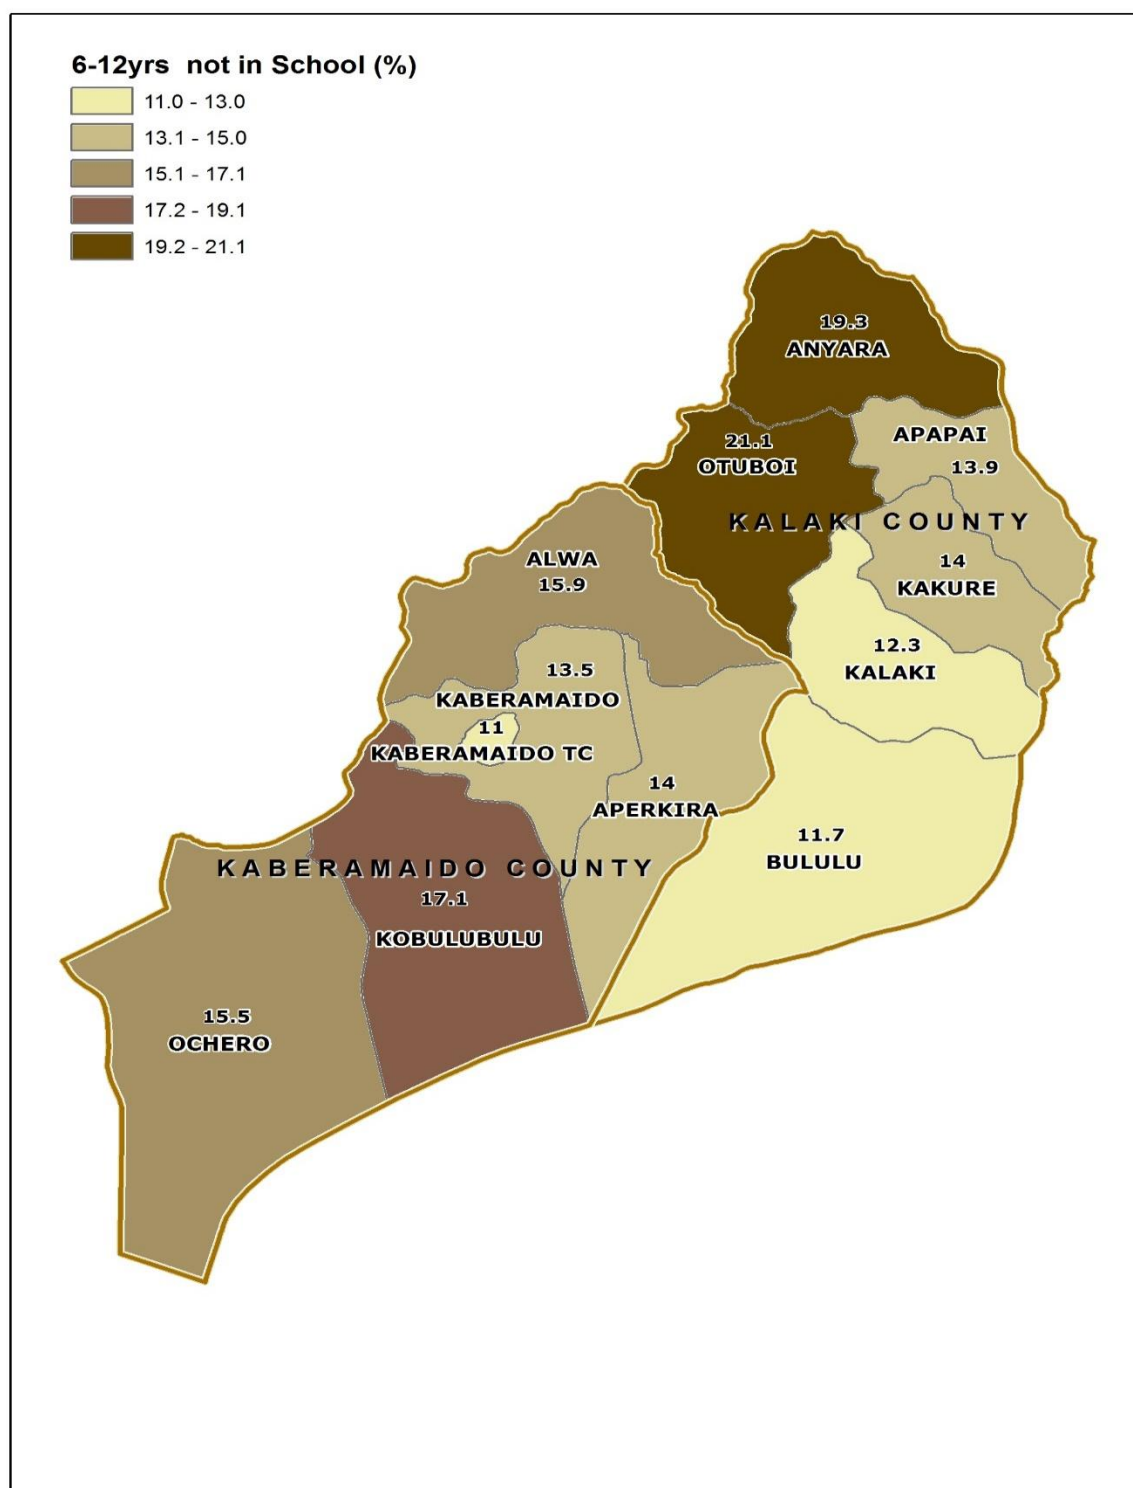 6-12yrs not in School (%)
11.0 - 13.0
13.1 - 15.0
15.1 - 17.1
17.2 - 19.1
19.2 - 21.1
19.3
ANYARA
21.1
OTUBOI
APAPAI
13.9
KALAKI COUNTY
14
KAKURE
ALWA
15.9
12.3
KALAKI
13.5
KABERAMAIDO
11
KABERAMAIDO TC
14
APERKIRA
11.7
BULULU
KABERAMAIDO COUNTY
17.1
KOBULUBULU
15.5
OCHERO